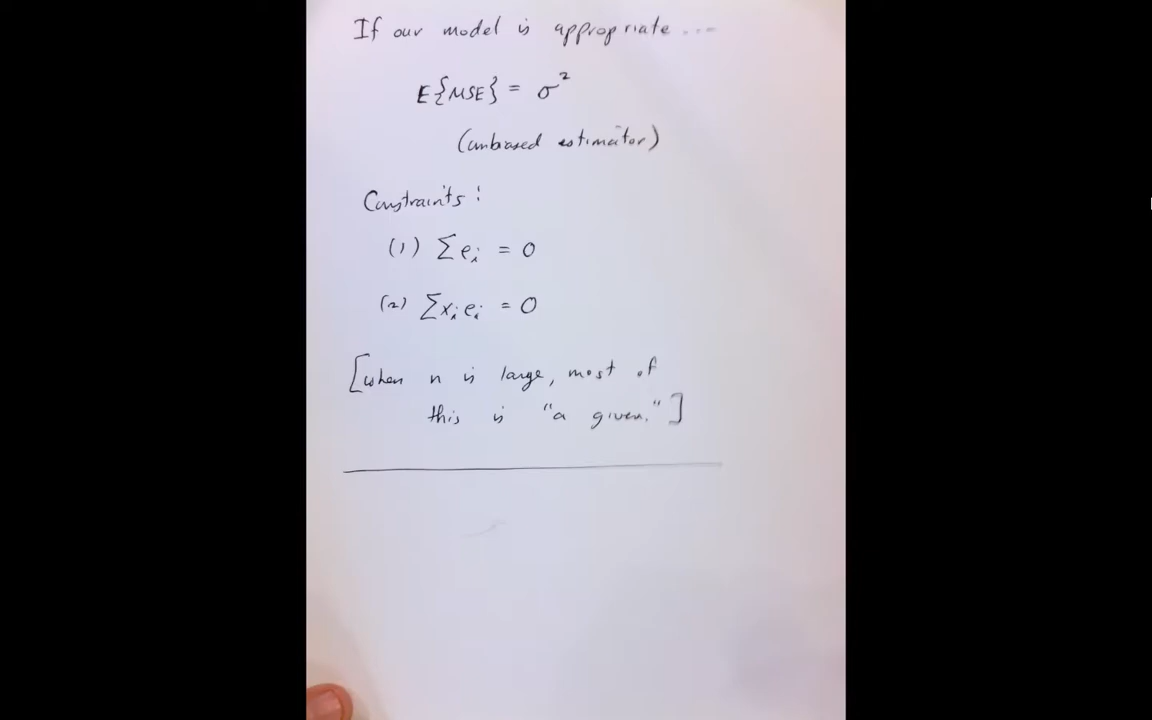 If our model is appropriate ....
E{MSE} = σ²
(unbiased estimator)
Constraints:
(1) Σei = 0
(2) Σxiei = 0
[when n is large, most of
this is "a given."]